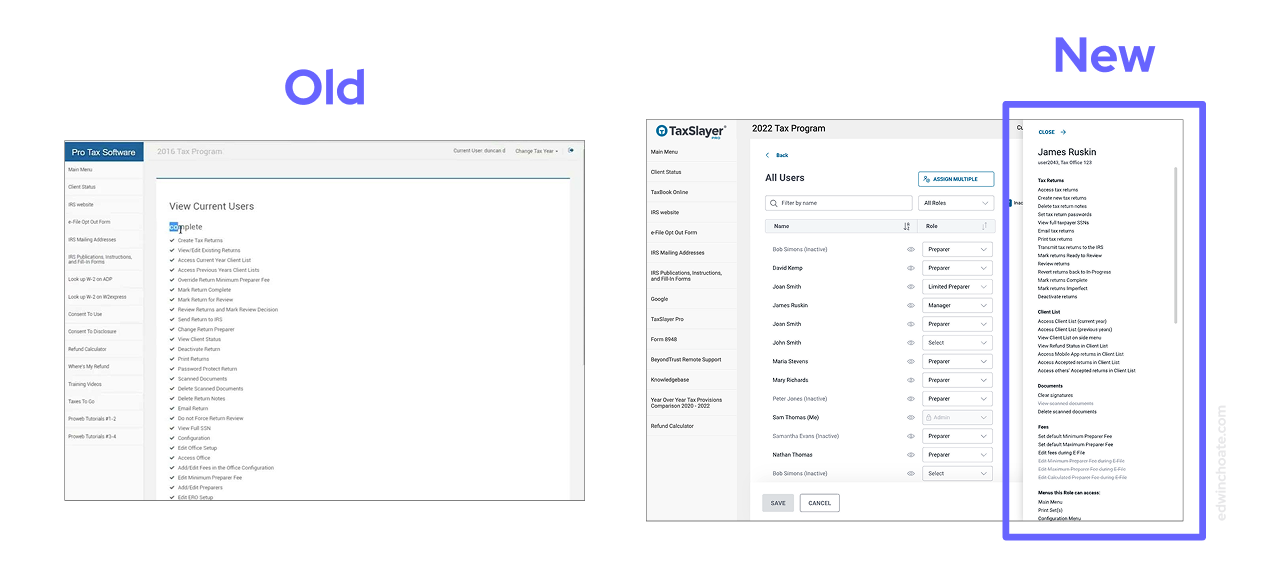 Old
Pro Tax Software
2016 Tax Program
Current User: duncan d
Change Tax Year
Main Menu
Client Status
IRS website
e-File Opt Out Form
IRS Mailing Addresses
IRS Publications, Instructions,
and Fill-In Forms
Look up W-2 on ADP
Look up W-2 on W2express
Consent To Use
Consent To Disclosure
Refund Calculator
Where's My Refund
Training Videos
Taxes To Go
Proweb Tutorials #1-2
Proweb Tutorials #3-4
View Current Users
complete
Create Tax Returns
View/Edit Existing Returns
Access Current Year Client List
Access Previous Years Client Lists
Override Return Minimum Preparer Fee
Mark Return Complete
Mark Return for Review
Review Returns and Mark Review Decision
Send Return to IRS
Change Return Preparer
View Client Status
Deactivate Return
Print Returns
Password Protect Return
Scanned Documents
Delete Scanned Documents
Delete Return Notes
Email Return
Do not Force Return Review
View Full SSN
Configuration
Edit Office Setup
Access Office
Add/Edit Fees in the Office Configuration
Edit Minimum Preparer Fee
Add/Edit Preparers
Edit ERO Setup
New
TaxSlayer PRO
2022 Tax Program
Cu
Main Menu
Client Status
TaxBook Online
IRS website
e-File Opt Out Form
IRS Mailing Addresses
IRS Publications, Instructions,
and Fill-In Forms
Google
TaxSlayer Pro
Form 8948
BeyondTrust Remote Support
Knowledgebase
Year Over Year Tax Provisions
Comparison 2020 - 2022
Refund Calculator
Back
All Users
ASSIGN MULTIPLE
Filter by name
All Roles
Inac
Name
Role
Bob Simons (Inactive)
Preparer
David Kemp
Preparer
Joan Smith
Limited Preparer
James Ruskin
Manager
Joan Smith
Preparer
John Smith
Select
Maria Stevens
Preparer
Mary Richards
Preparer
Peter Jones (Inactive)
Preparer
Sam Thomas (Me)
Admin
Samantha Evans (Inactive)
Preparer
Nathan Thomas
Preparer
Bob Simons (Inactive)
Select
SAVE
CANCEL
CLOSE
James Ruskin
user2043, Tax Office 123
Tax Returns
Access tax returns
Create new tax returns
Delete tax return notes
Set tax return passwords
View full taxpayer SSNs
Email tax returns
Print tax returns
Transmit tax returns to the IRS
Mark returns Ready to Review
Review returns
Revert returns back to In-Progress
Mark returns Complete
Mark returns Imperfect
Deactivate returns
Client List
Access Client List (current year)
Access Client List (previous years)
View Client List on side menu
View Refund Status in Client List
Access Mobile App returns in Client List
Access Accepted returns in Client List
Access others' Accepted returns in Client List
Documents
Clear signatures
View scanned documents
Delete scanned documents
Fees
Set default Minimum Preparer Fee
Set default Maximum Preparer Fee
Edit fees during E-File
Edit Minimum Preparer Fee during E-File
Edit Maximum Preparer Fee during E-File
Edit Calculated Preparer Fee during E-File
Menus this Role can access:
Main Menu
Print Set(s)
Configuration Menu
edwinchoate.com